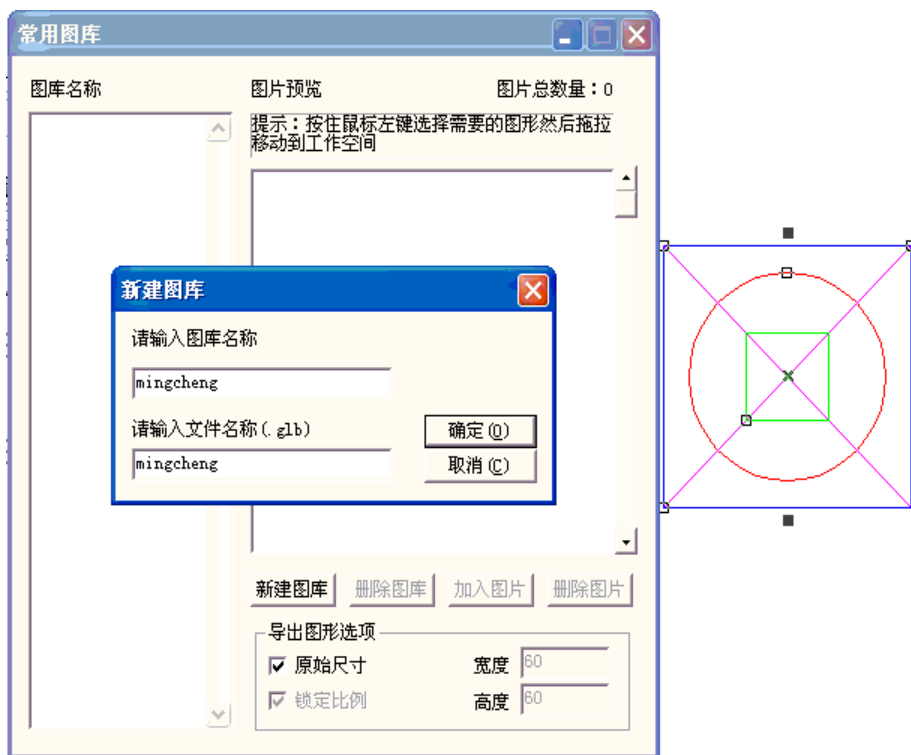 常用图库
图库名称
图片预览
图片总数量：0
提示：按住鼠标左键选择需要的图形然后拖拉
移动到工作空间
新建图库
请输入图库名称
mingcheng
请输入文件名称(.glb)
mingcheng
确定(O)
取消(C)
新建图库
删除图库
加入图片
删除图片
导出图形选项
原始尺寸
宽度 60
锁定比例
高度 60